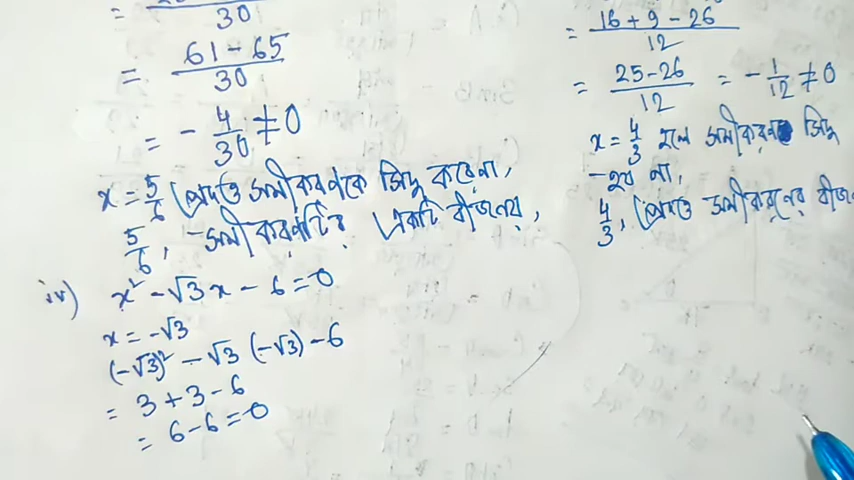 = 30
= 61-65/30
= - 4/30 ≠ 0
x = 5/6 প্রদত্ত সমীকরণকে সিদ্ধ করেনা,
5/6, সমীকরণটির একটি বীজ নয়,
iv) x² - √3x - 6 = 0
x = -√3
(-√3)² - √3 (-√3) - 6
= 3 + 3 - 6
= 6 - 6 = 0
= 16 + 9 - 26/12
= 25-26/12 = - 1/12 ≠ 0
x = 4/3 হলে সমীকরণ সিদ্ধ
হয় না,
4/3, প্রদত্ত সমীকরণের বীজ